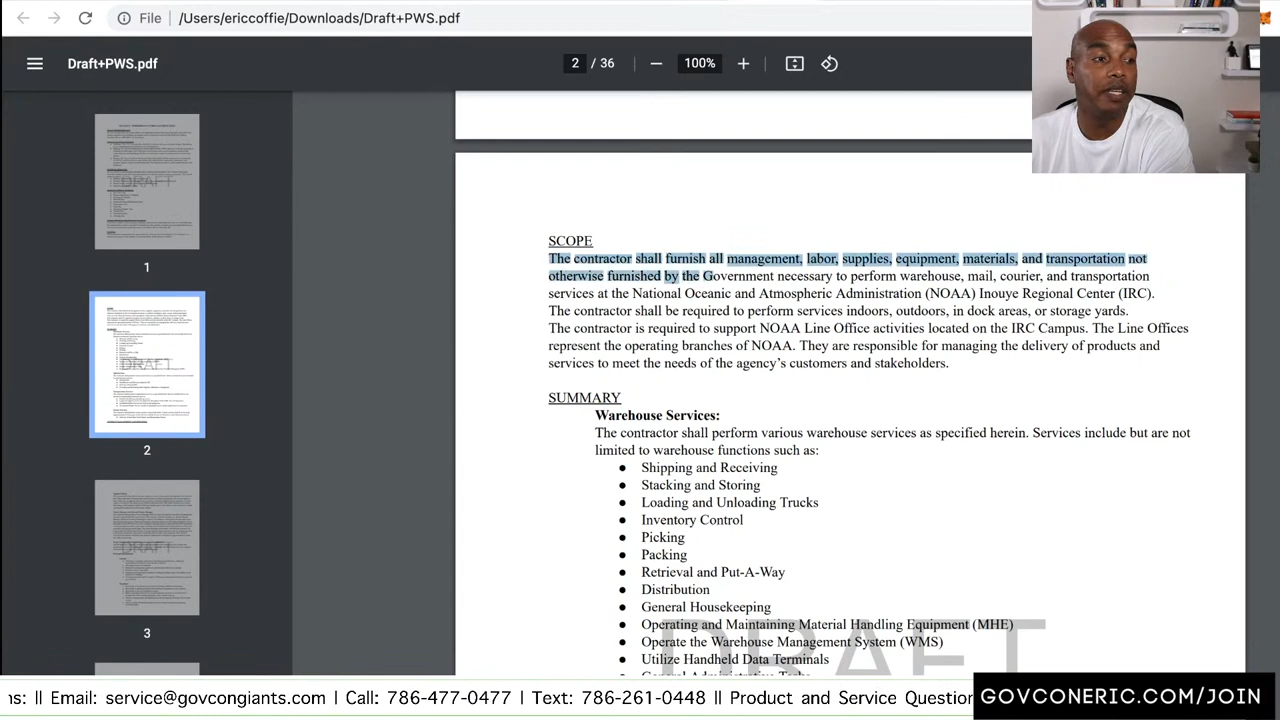 File /Users/ericcoffie/Downloads/Draft+PWS.pdf
Draft+PWS.pdf
2 / 36
100%
1
2
3
SCOPE
The contractor shall furnish all management, labor, supplies, equipment, materials, and transportation not
otherwise furnished by the Government necessary to perform warehouse, mail, courier, and transportation
services at the National Oceanic and Atmospheric Administration (NOAA) Inouye Regional Center (IRC).
The contractor shall be required to perform services indoors, outdoors, in dock areas, or storage yards.
The contractor is required to support NOAA Line Office activities located on the IRC Campus. The Line Offices
represent the operating branches of NOAA. They are responsible for managing the delivery of products and
services to meet the needs of the agency's customers and stakeholders.
SUMMARY
Warehouse Services:
The contractor shall perform various warehouse services as specified herein. Services include but are not
limited to warehouse functions such as:
● Shipping and Receiving
● Stacking and Storing
● Loading and Unloading Trucks
● Inventory Control
● Picking
● Packing
● Retrieval and Put-A-Way
● Distribution
● General Housekeeping
● Operating and Maintaining Material Handling Equipment (MHE)
● Operate the Warehouse Management System (WMS)
● Utilize Handheld Data Terminals
DRAFT
ns: || Email: service@govcongiants.com | Call: 786-477-0477 | Text: 786-261-0448 || Product and Service Question
GOVCONERIC.COM/JOIN